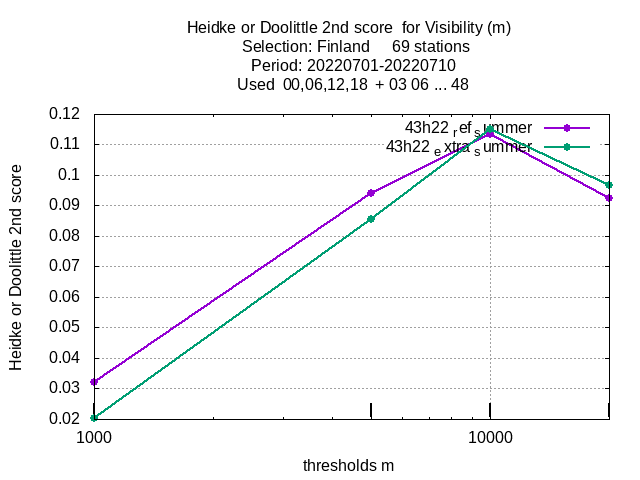 Heidke or Doolittle 2nd score  for Visibility (m)
Selection: Finland     69 stations
Period: 20220701-20220710
Used  00,06,12,18  + 03 06 ... 48
43h22 ref summer
43h22 extra summer
0.12
0.11
0.1
0.09
0.08
0.07
0.06
0.05
0.04
0.03
0.02
Heidke or Doolittle 2nd score
1000
10000
thresholds m